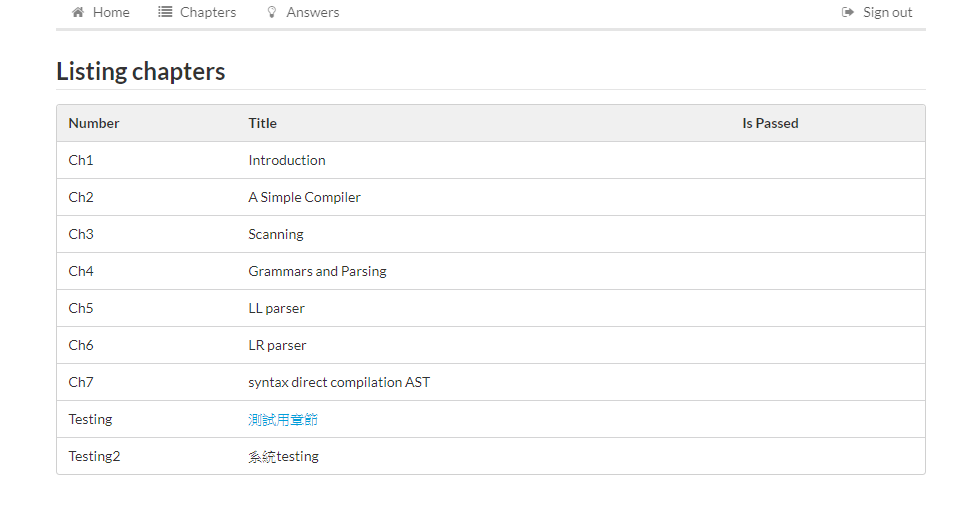 Home Chapters Answers Sign out
Listing chapters
Number Title Is Passed
Ch1 Introduction
Ch2 A Simple Compiler
Ch3 Scanning
Ch4 Grammars and Parsing
Ch5 LL parser
Ch6 LR parser
Ch7 syntax direct compilation AST
Testing 測試用章節
Testing2 系統testing